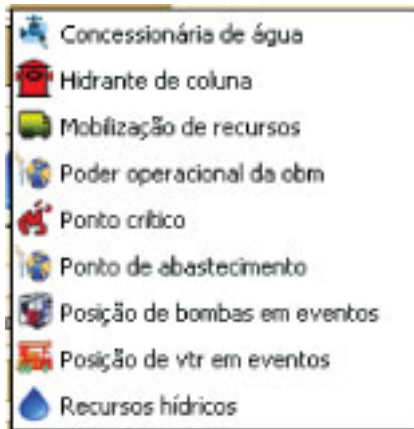 Concessionária de água
Hidrante de coluna
Mobilização de recursos
Poder operacional da obm
Ponto crítico
Ponto de abastecimento
Posição de bombas em eventos
Posição de vtr em eventos
Recursos hídricos